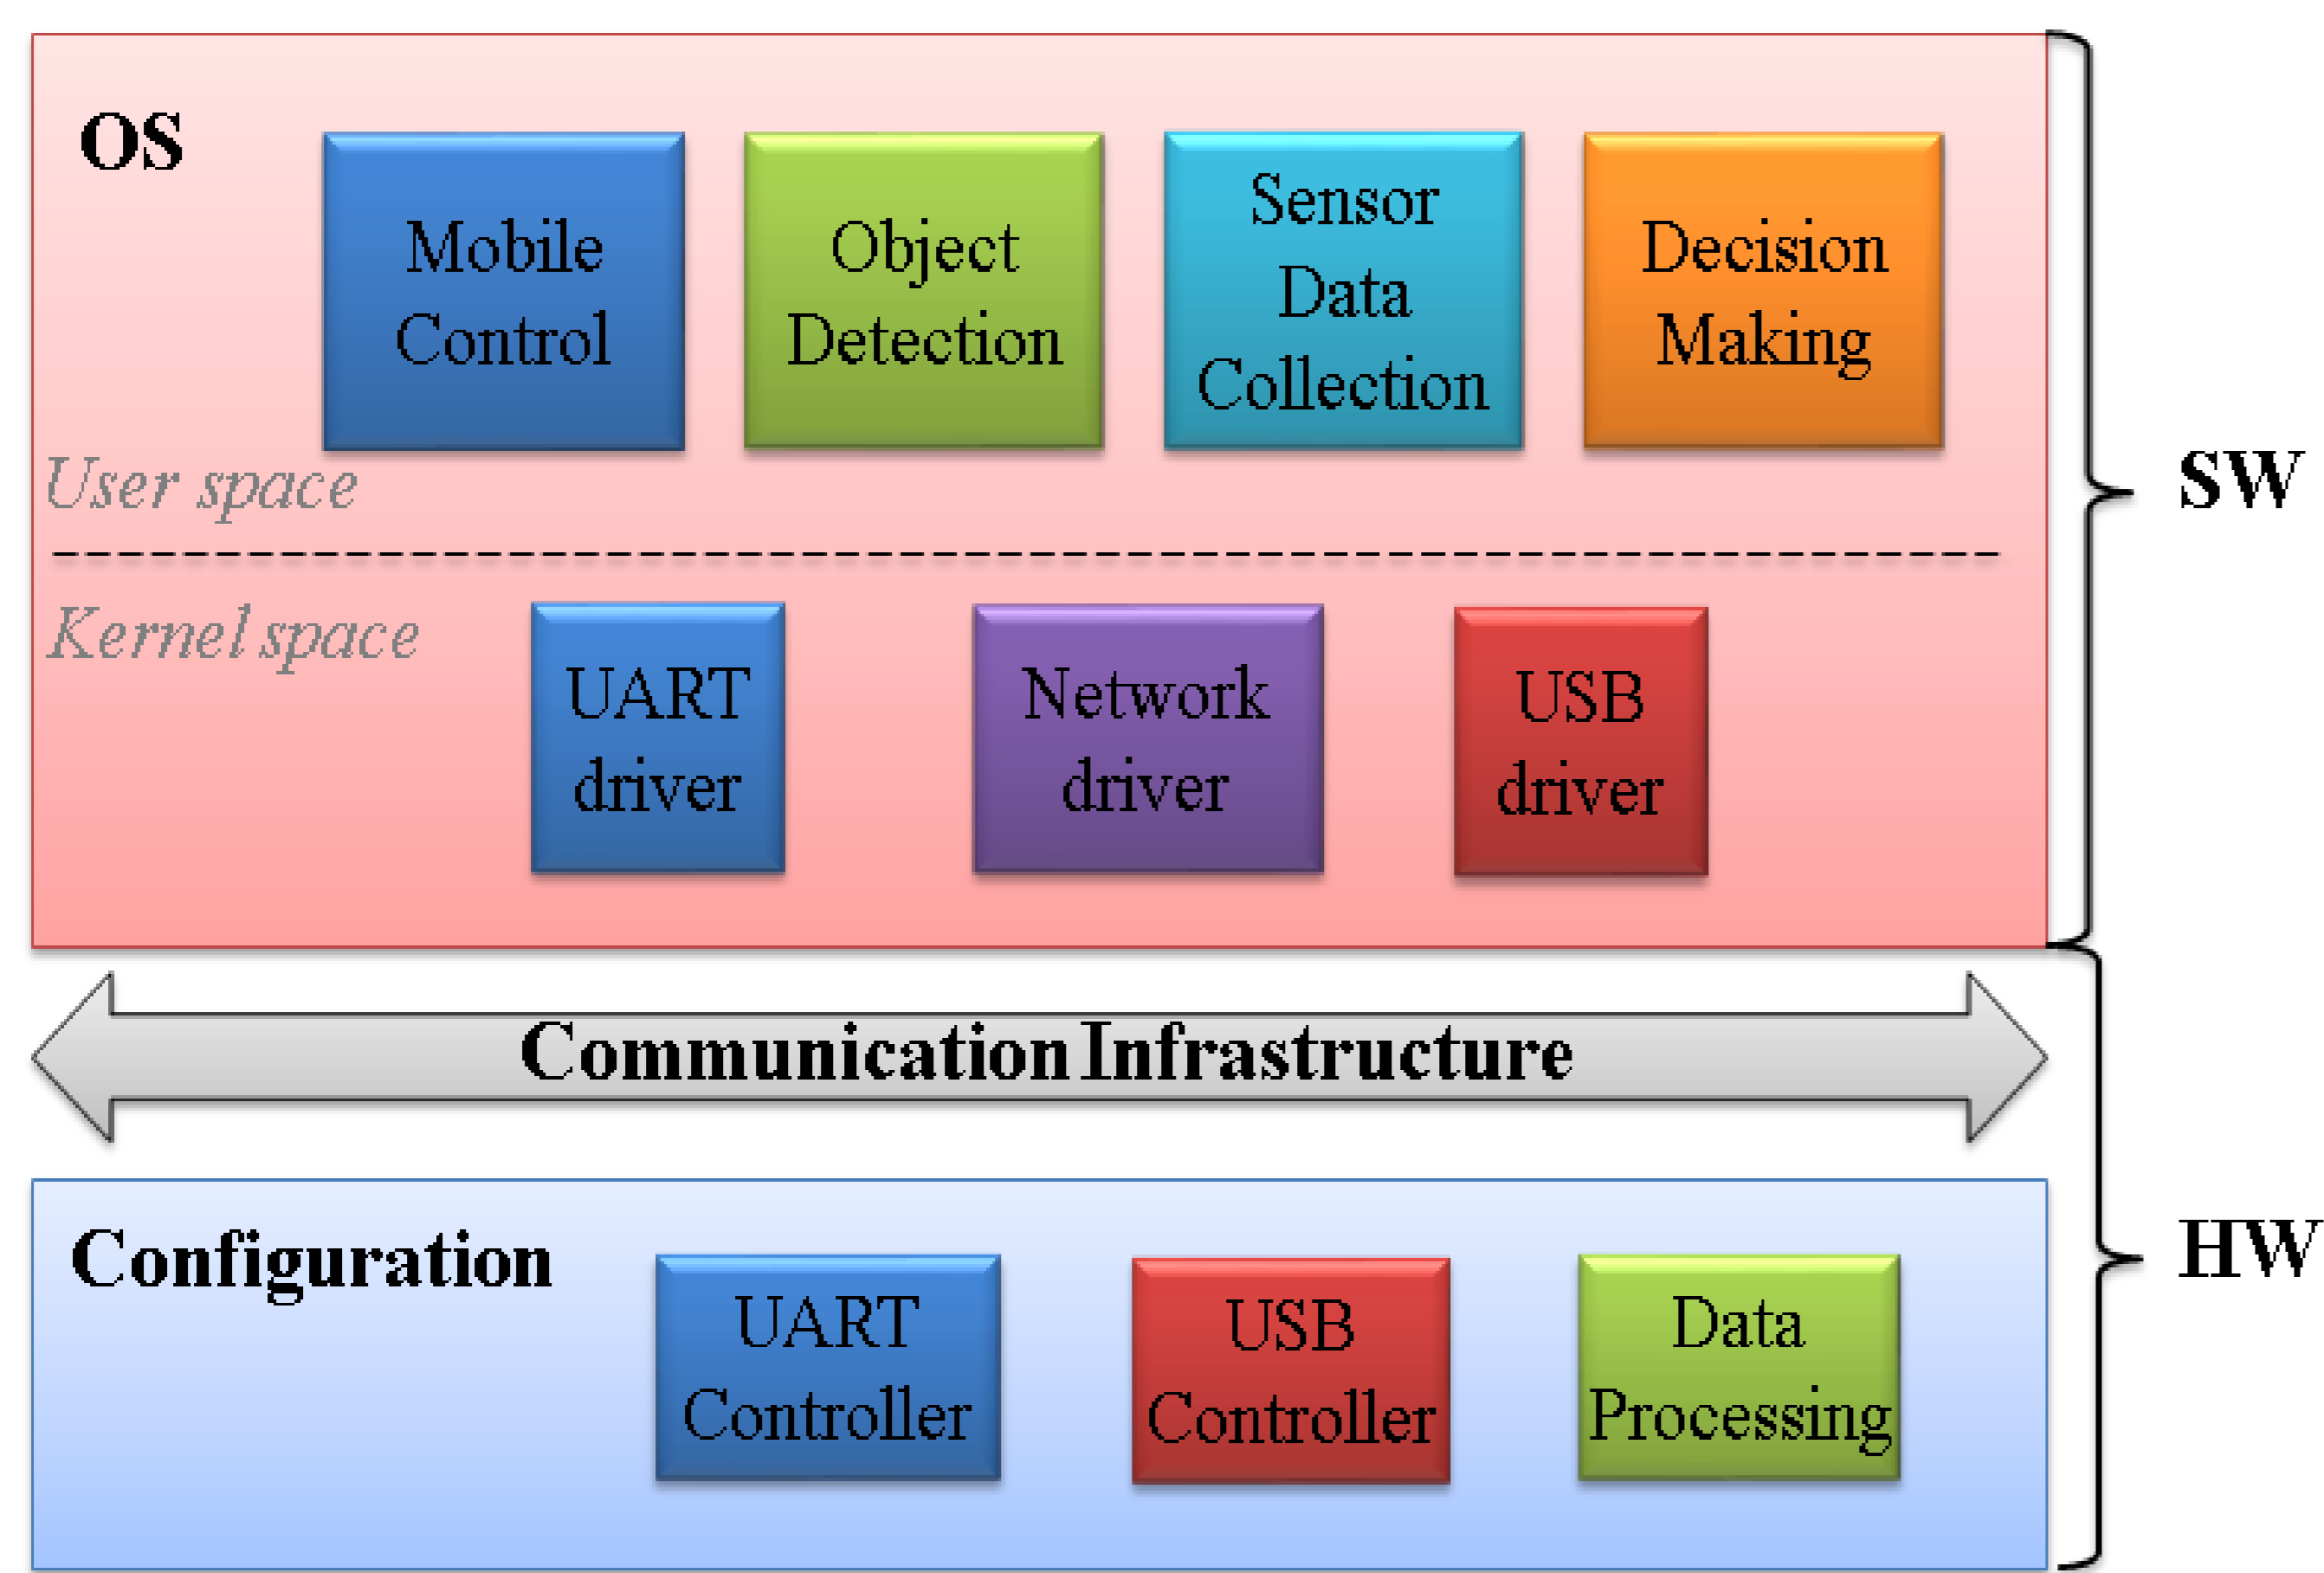 OS
Mobile
Control
Object
Detection
Sensor
Data
Collection
Decision
Making
User space
SW
Kernel space
UART
driver
Network
driver
USB
driver
Communication Infrastructure
Configuration
UART
Controller
USB
Controller
Data
Processing
HW